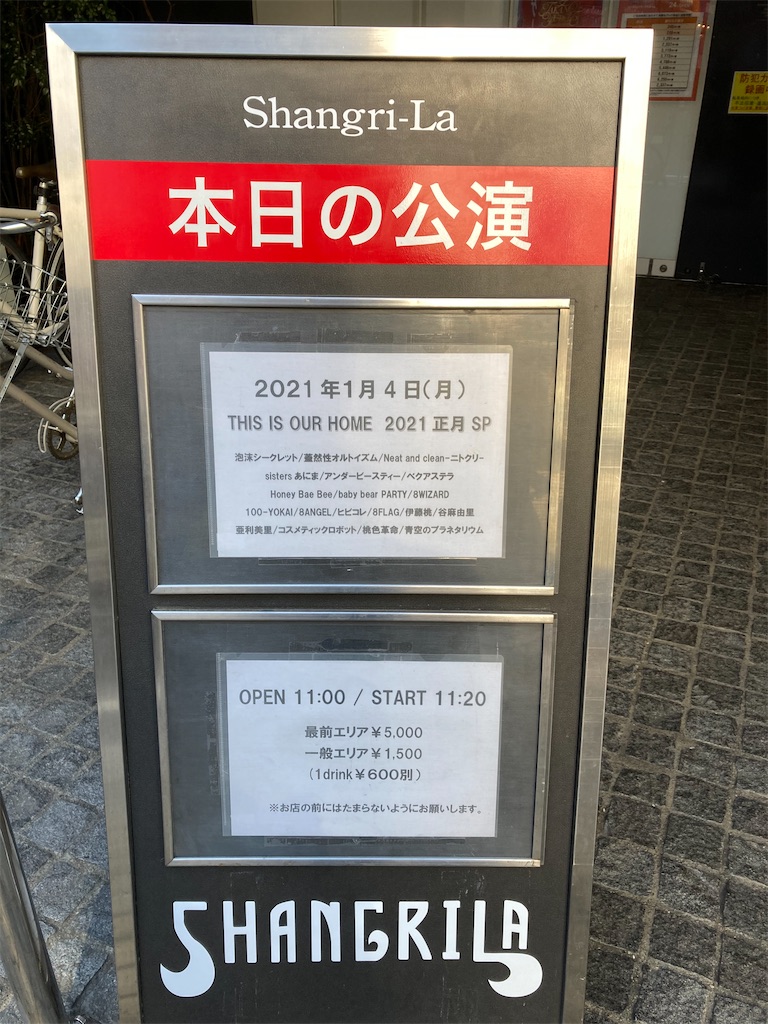 Shangri-La
本日の公演
2021年1月4日(月)
THIS IS OUR HOME 2021 正月 SP
泡沫シークレット/蓋然性オルトイズム/Neat and clean-ニトクリ-
sisters あにま/アンダービースティー/ベクアステラ
Honey Bae Bee/baby bear PARTY/8WIZARD
100-YOKAI/8ANGEL/ヒビコレ/8FLAG/伊藤桃/谷麻由里
亜利美里/コスメティックロボット/桃色革命/青空のプラネタリウム
OPEN 11:00 / START 11:20
最前エリア¥5,000
一般エリア¥1,500
(1drink¥600別)
※お店の前にはたまらないようにお願いします。
SHANGRILA
防犯カ
録画